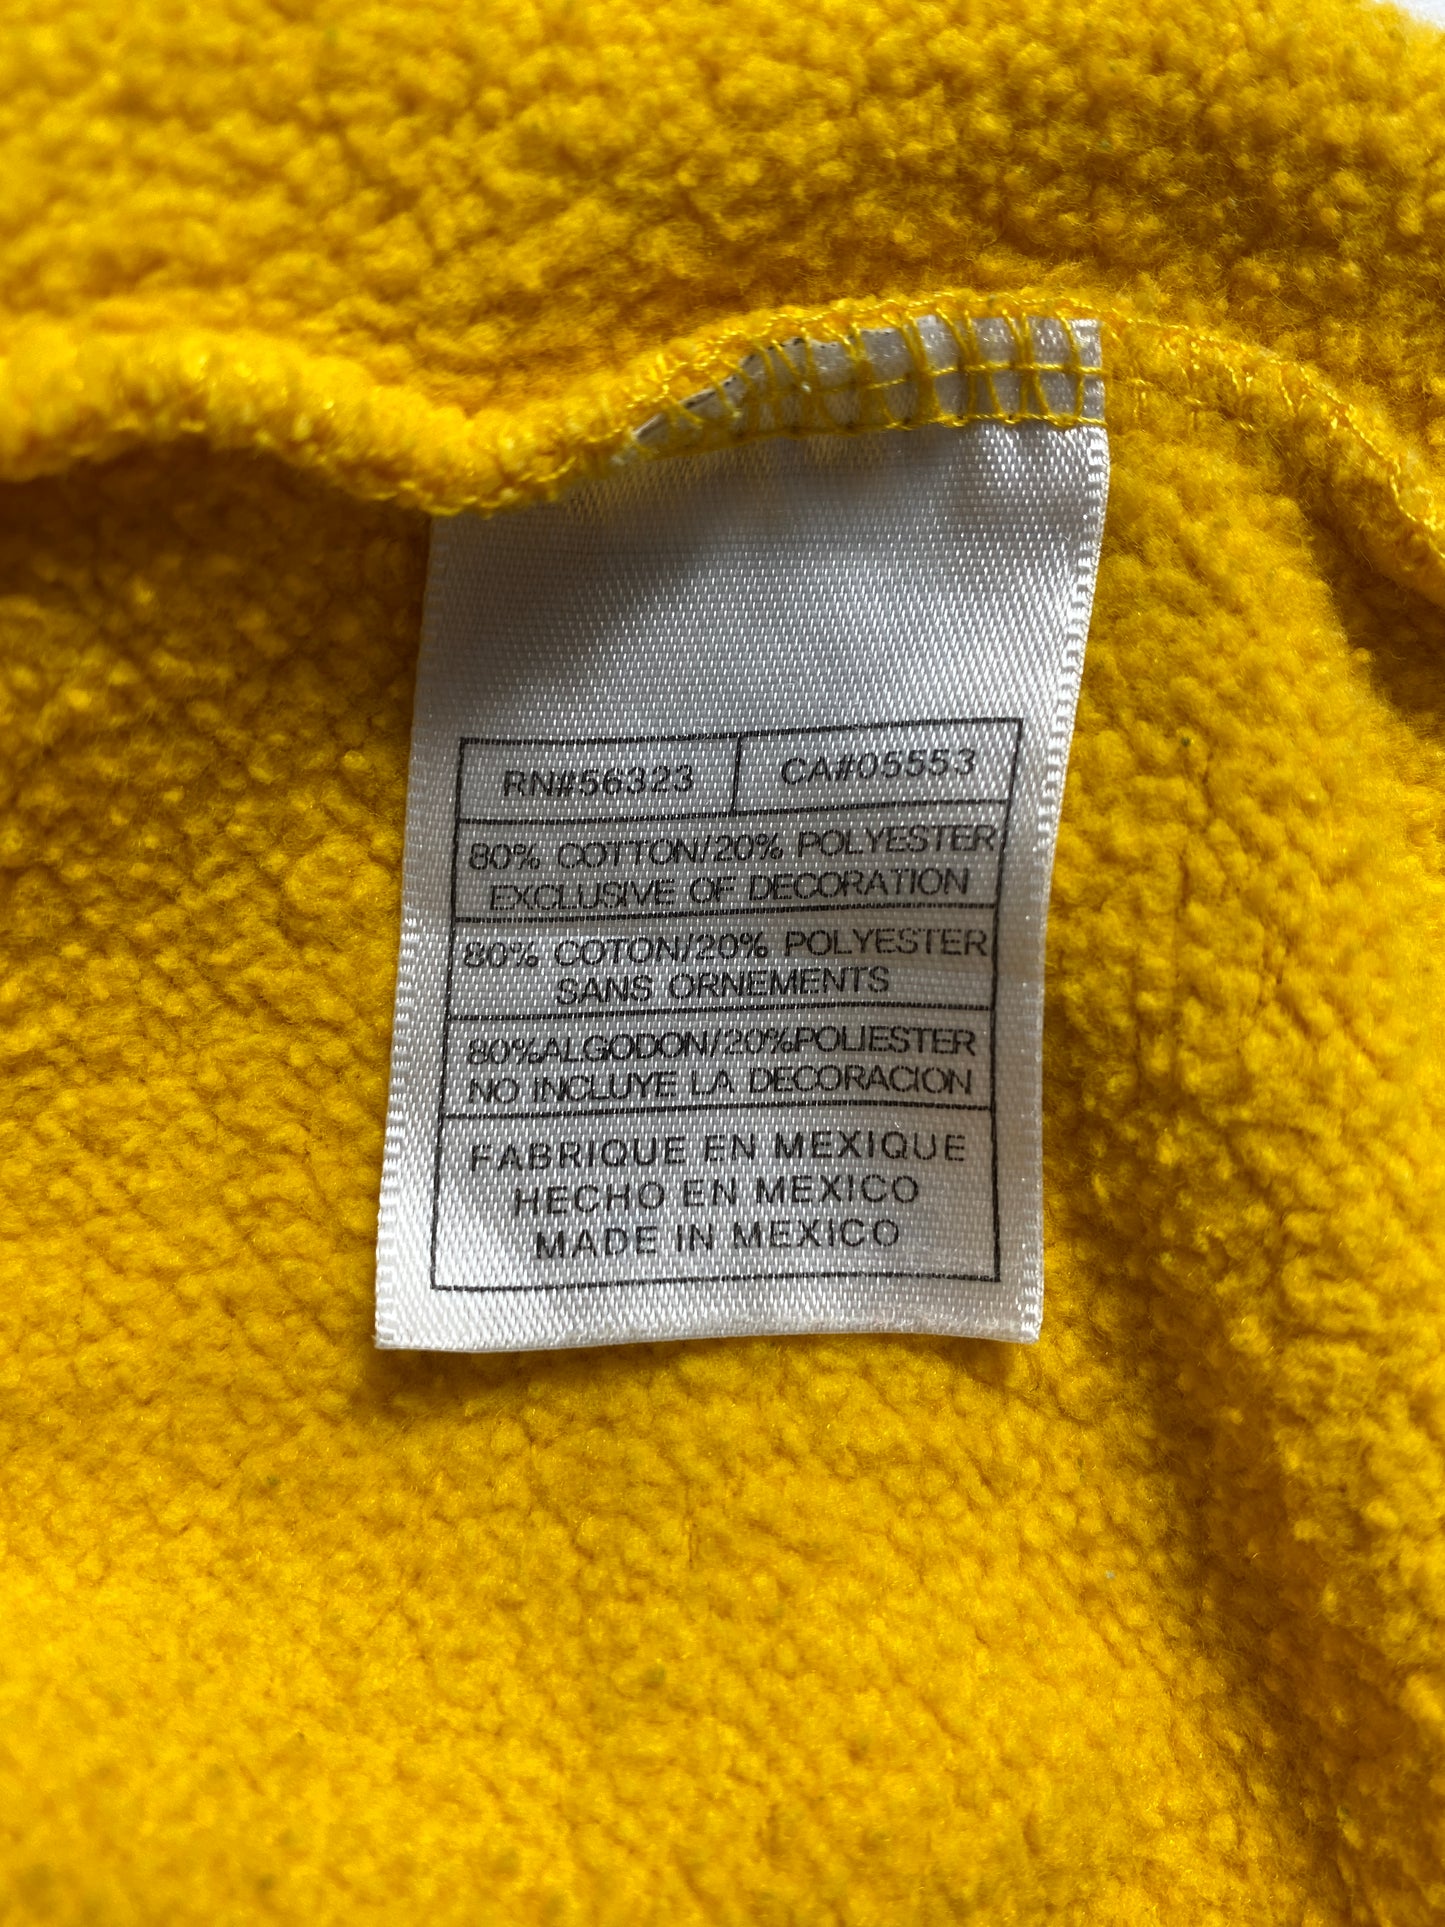 RN#56323 CA#05553
80% COTTON/20% POLYESTER
EXCLUSIVE OF DECORATION
80% COTON/20% POLYESTER
SANS ORNEMENTS
80%ALGODON/20%POLIESTER
NO INCLUYE LA DECORACION
FABRIQUE EN MEXIQUE
HECHO EN MEXICO
MADE IN MEXICO